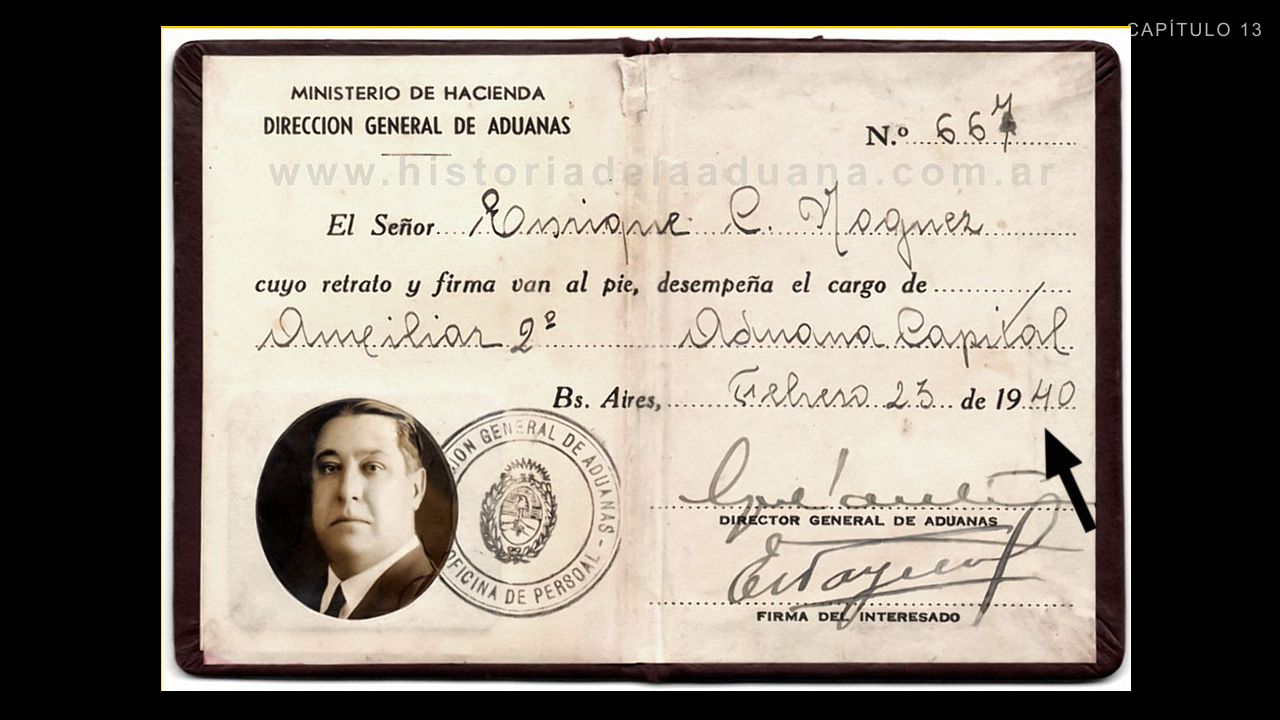 CAPÍTULO 13
MINISTERIO DE HACIENDA
DIRECCION GENERAL DE ADUANAS
N.º 667
www.historiadelaaduana.com.ar
El Señor Enrique C. Noguez
cuyo retrato y firma van al pie, desempeña el cargo de
Auxiliar 2º Aduana Capital
Bs. Aires, Febrero 23 de 1940
DIRECCION GENERAL DE ADUANAS - OFICINA DE PERSOAL -
DIRECTOR GENERAL DE ADUANAS
FIRMA DEL INTERESADO